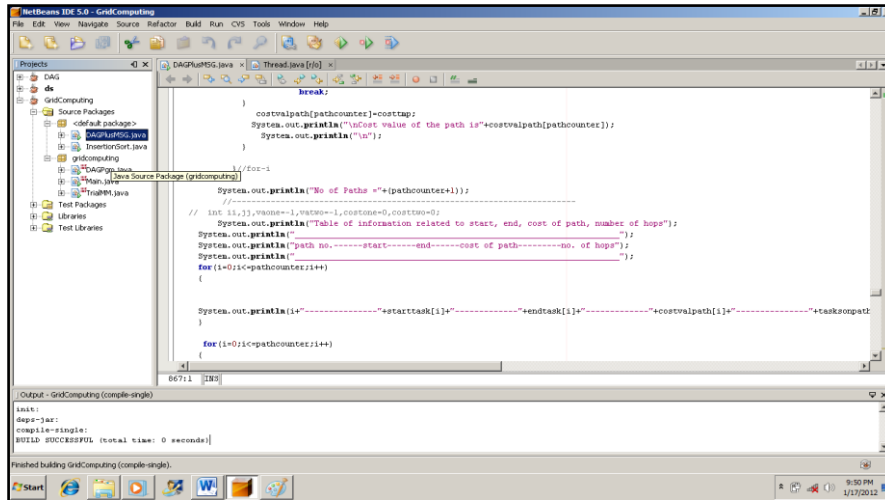 NetBeans IDE 5.0 - GridComputing
File Edit View Navigate Source Refactor Build Run CVS Tools Window Help
Projects
DAG
ds
GridComputing
Source Packages
<default package>
DAGPlusMSG.java
InsertionSort.java
gridcomputing
DAGPgm.java
Java Source Package (gridcomputing)
Main.java
TrialMM.java
Test Packages
Libraries
Test Libraries
DAGPlusMSG.java x Thread.java [r/o] x
break;
}
costvalpath[pathcounter]=costtmp;
System.out.println("\nCost value of the path is"+costvalpath[pathcounter]);
System.out.println("\n");
}
}//for-i
System.out.println("No of Paths ="+(pathcounter+1));
//----------------------------------------------------------------------
// int ii,jj,vaone=-1,vatwo=-1,costone=0,costtwo=0;
System.out.println("Table of information related to start, end, cost of path, number of hops");
System.out.println("_________________________________________________________");
System.out.println("path no.------start------end------cost of path---------no. of hops");
System.out.println("_________________________________________________________");
for(i=0;i<=pathcounter;i++)
{
System.out.println(i+"---------------"+starttask[i]+"-------------"+endtask[i]+"-------------"+costvalpath[i]+"---------------"+tasksonpath
}
for(i=0;i<=pathcounter;i++)
{
867:1 INS
Output - GridComputing (compile-single)
init:
deps-jar:
compile-single:
BUILD SUCCESSFUL (total time: 0 seconds)
Finished building GridComputing (compile-single).
Start
9:50 PM
1/17/2012